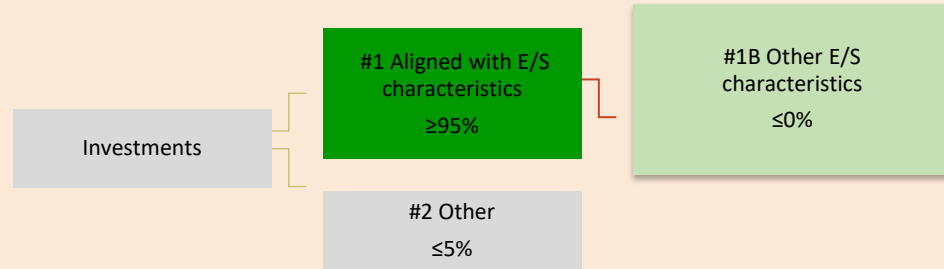 Investments
#1 Aligned with E/S
characteristics
≥95%
#2 Other
≤5%
#1B Other E/S
characteristics
≤0%